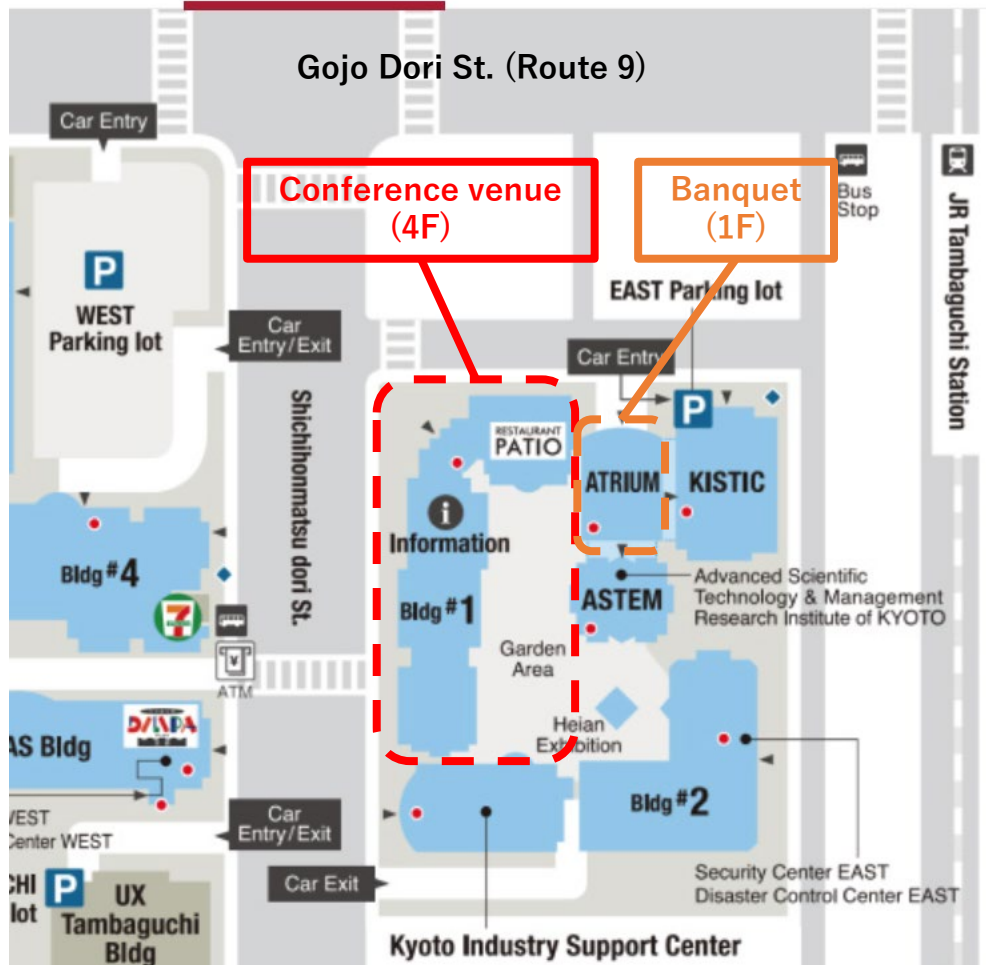 Gojo Dori St. (Route 9)
Car Entry
Conference venue
(4F)
Banquet
(1F)
Bus
Stop
JR Tambaguchi Station
P
WEST
Parking lot
EAST Parking lot
Car
Entry/Exit
Car Entry
P
Shichihonmatsu dori St.
RESTAURANT
PATIO
ATRIUM
KISTIC
i
Information
Bldg #4
Bldg #1
ASTEM
Advanced Scientific
Technology & Management
Research Institute of KYOTO
7
ELEVEN
¥
ATM
Garden
Area
Heian
Exhibition
AS Bldg
Bldg #2
WEST
Center WEST
Car
Entry/Exit
Car Exit
Security Center EAST
Disaster Control Center EAST
CHI
lot
P
UX
Tambaguchi
Bldg
Kyoto Industry Support Center